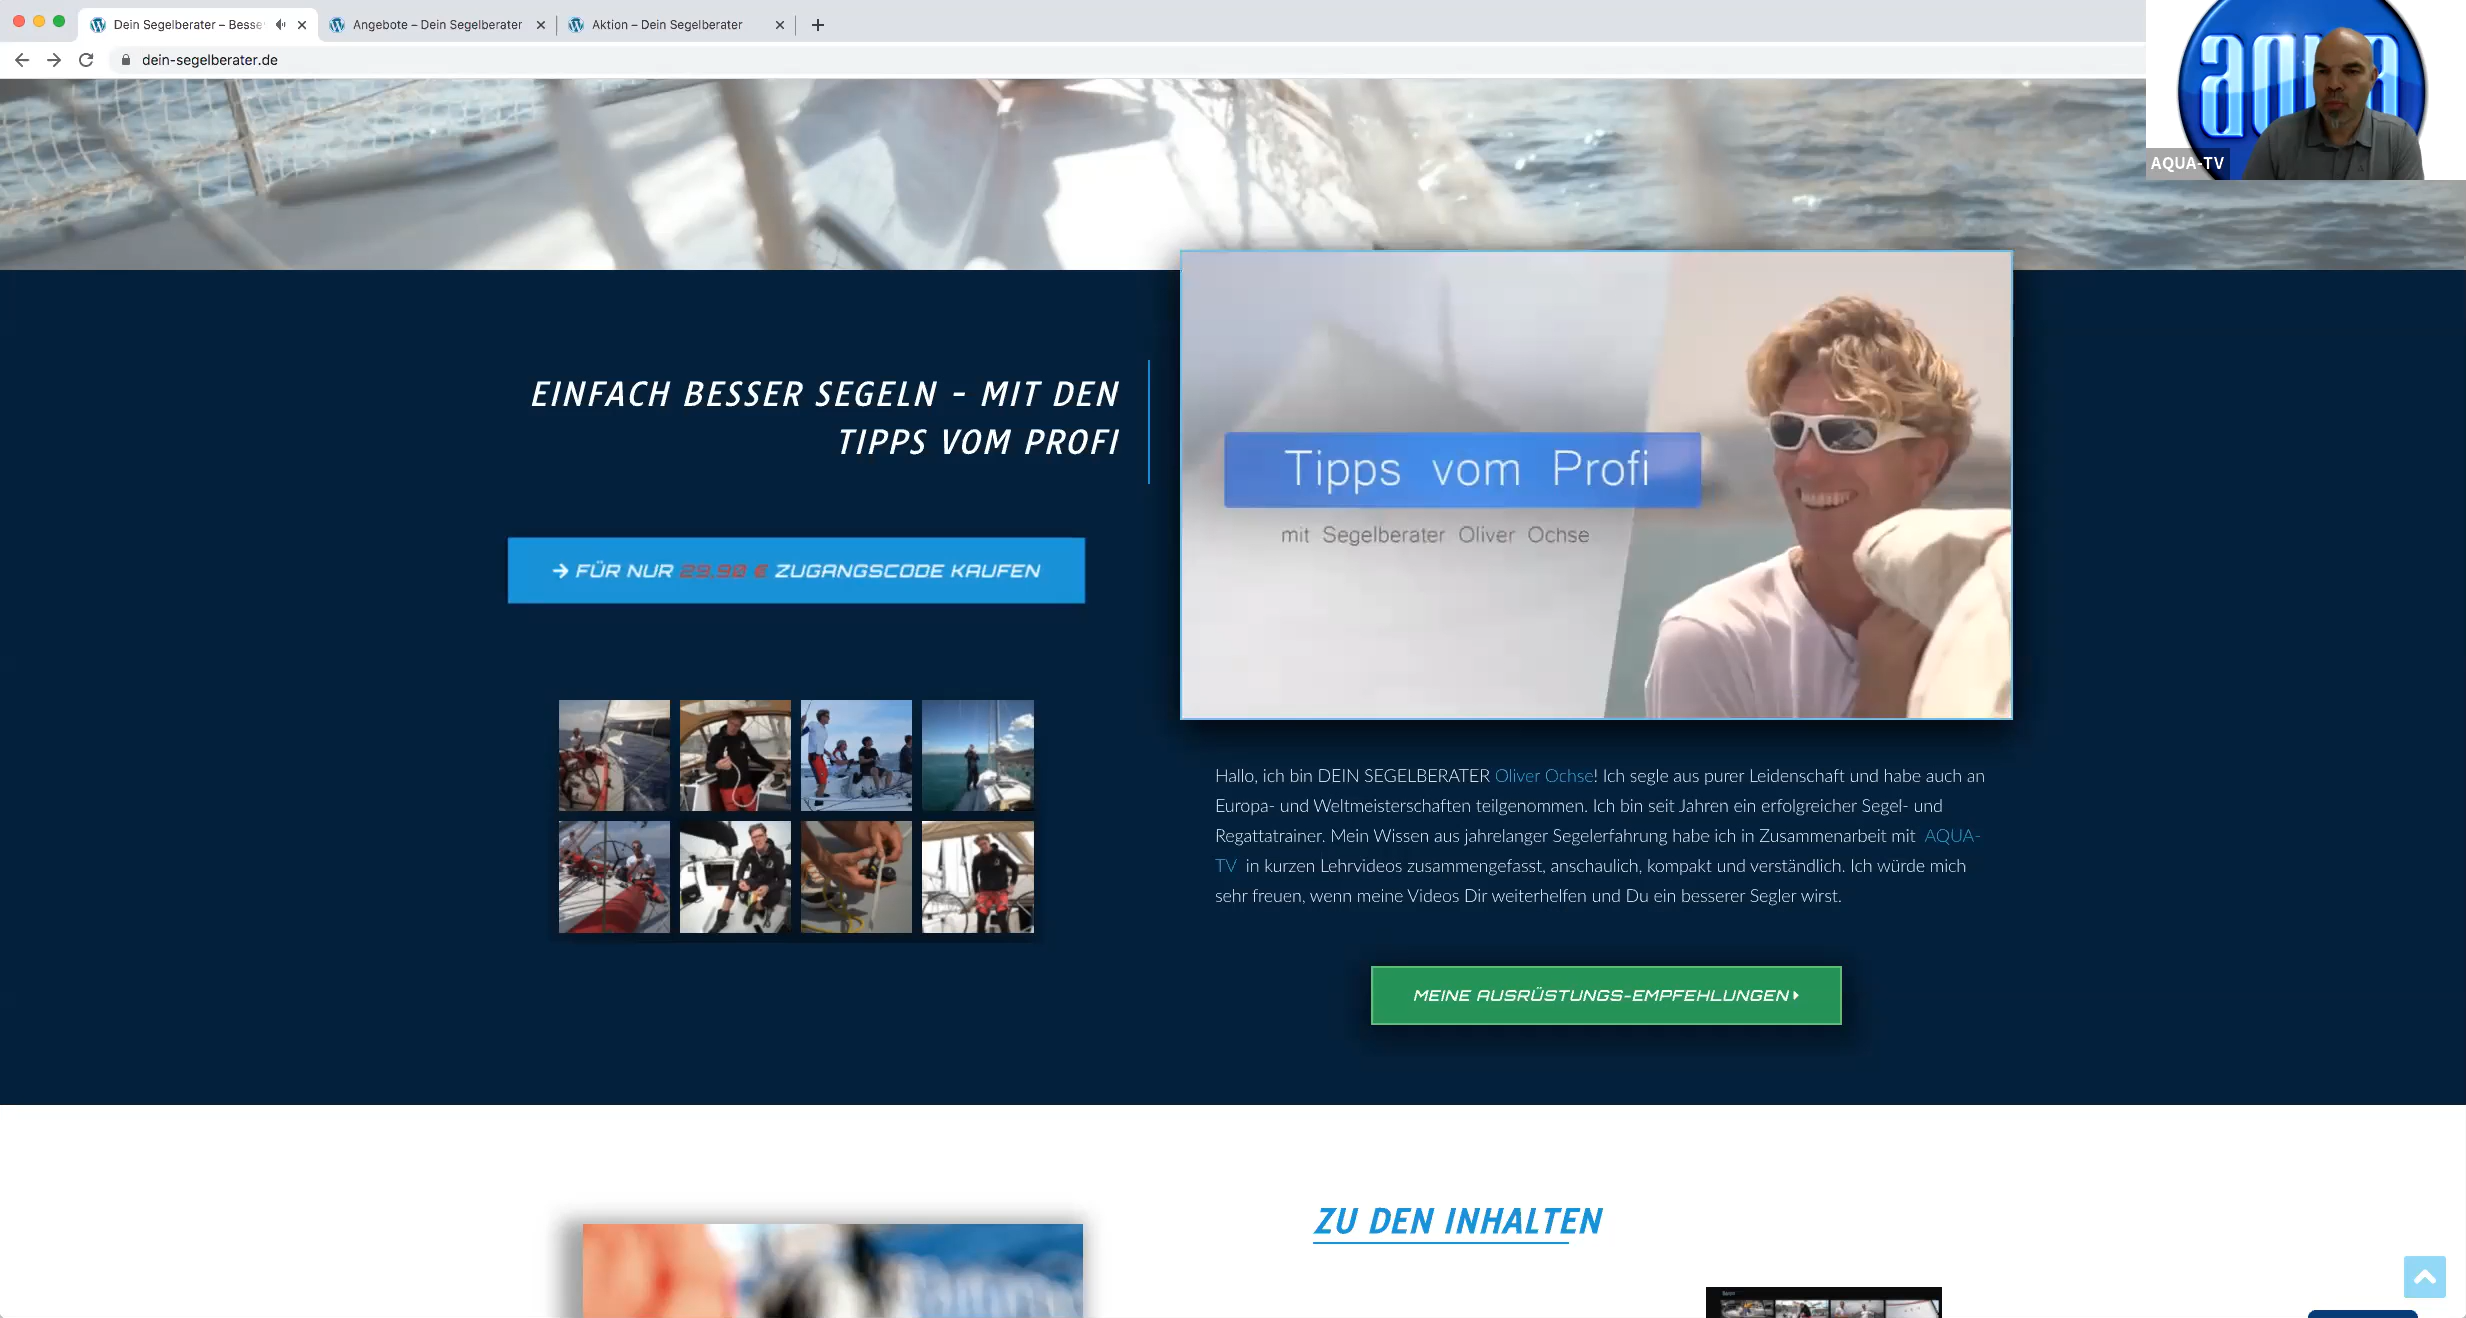 Dein Segelberater – Besse
Angebote – Dein Segelberater
Aktion – Dein Segelberater
dein-segelberater.de
aqua
AQUA-TV
EINFACH BESSER SEGELN - MIT DEN
TIPPS VOM PROFI
FÜR NUR 29,90 € ZUGANGSCODE KAUFEN
Tipps vom Profi
mit Segelberater Oliver Ochse
Hallo, ich bin DEIN SEGELBERATER Oliver Ochse! Ich segle aus purer Leidenschaft und habe auch an
Europa- und Weltmeisterschaften teilgenommen. Ich bin seit Jahren ein erfolgreicher Segel- und
Regattatrainer. Mein Wissen aus jahrelanger Segelerfahrung habe ich in Zusammenarbeit mit AQUA-
TV in kurzen Lehrvideos zusammengefasst, anschaulich, kompakt und verständlich. Ich würde mich
sehr freuen, wenn meine Videos Dir weiterhelfen und Du ein besserer Segler wirst.
MEINE AUSRÜSTUNGS-EMPFEHLUNGEN
ZU DEN INHALTEN